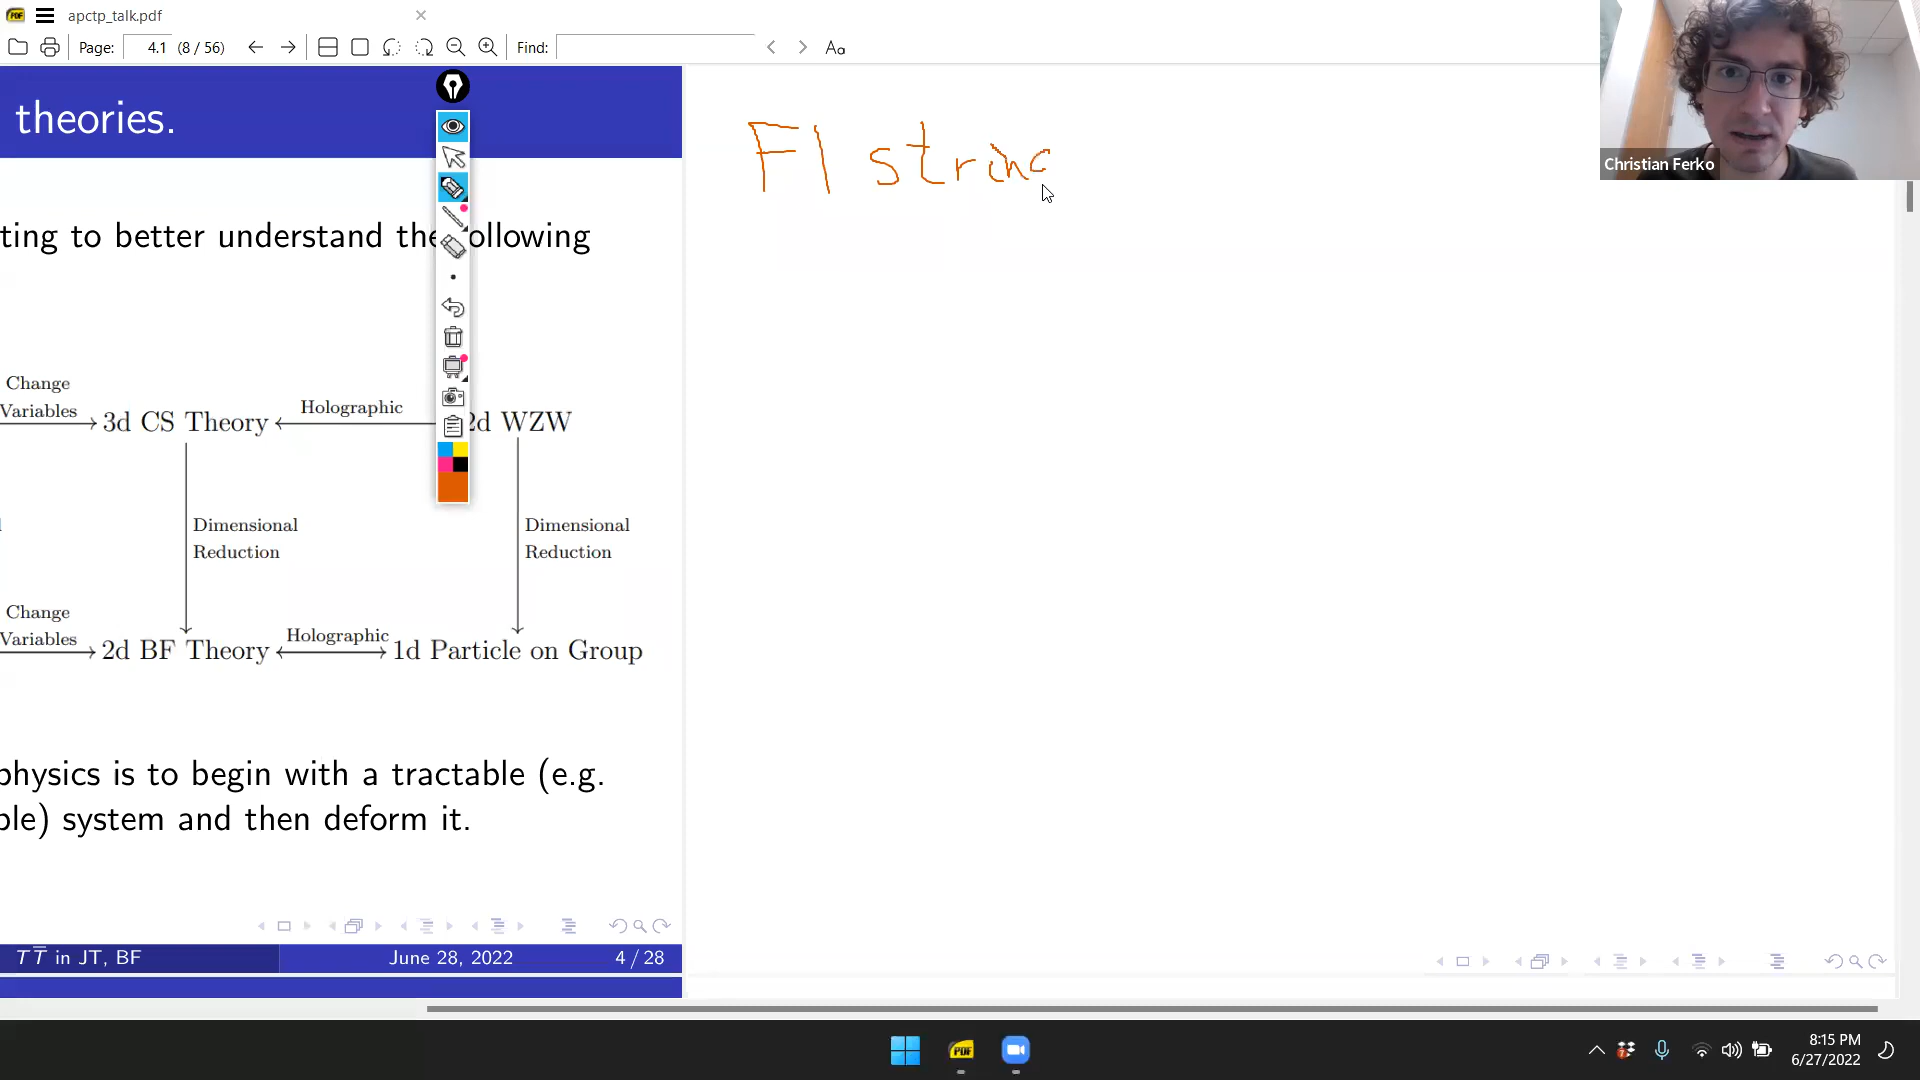 apctp_talk.pdf
Page: 4.1 (8 / 56) Find: Aa
theories.
ting to better understand the following
Change
Variables
3d CS Theory
Holographic
2d WZW
Dimensional
Reduction
Dimensional
Reduction
Change
Variables
2d BF Theory
Holographic
1d Particle on Group
physics is to begin with a tractable (e.g.
ble) system and then deform it.
TT̅ in JT, BF June 28, 2022 4 / 28
F1 strinc
Christian Ferko
PDF
8:15 PM
6/27/2022